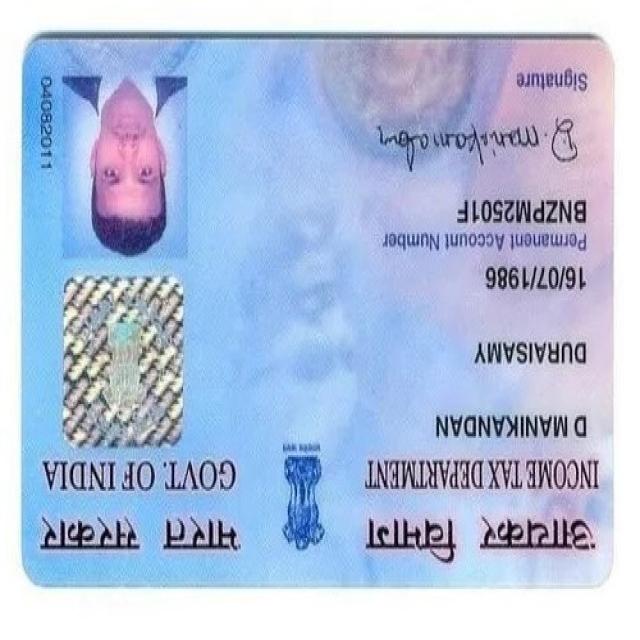 आयकर विभाग भारत सरकार
INCOME TAX DEPARTMENT GOVT. OF INDIA
D MANIKANDAN
DURAISAMY
16/07/1986
Permanent Account Number
BNZPM2501F
D. Manikandan
Signature
04082011